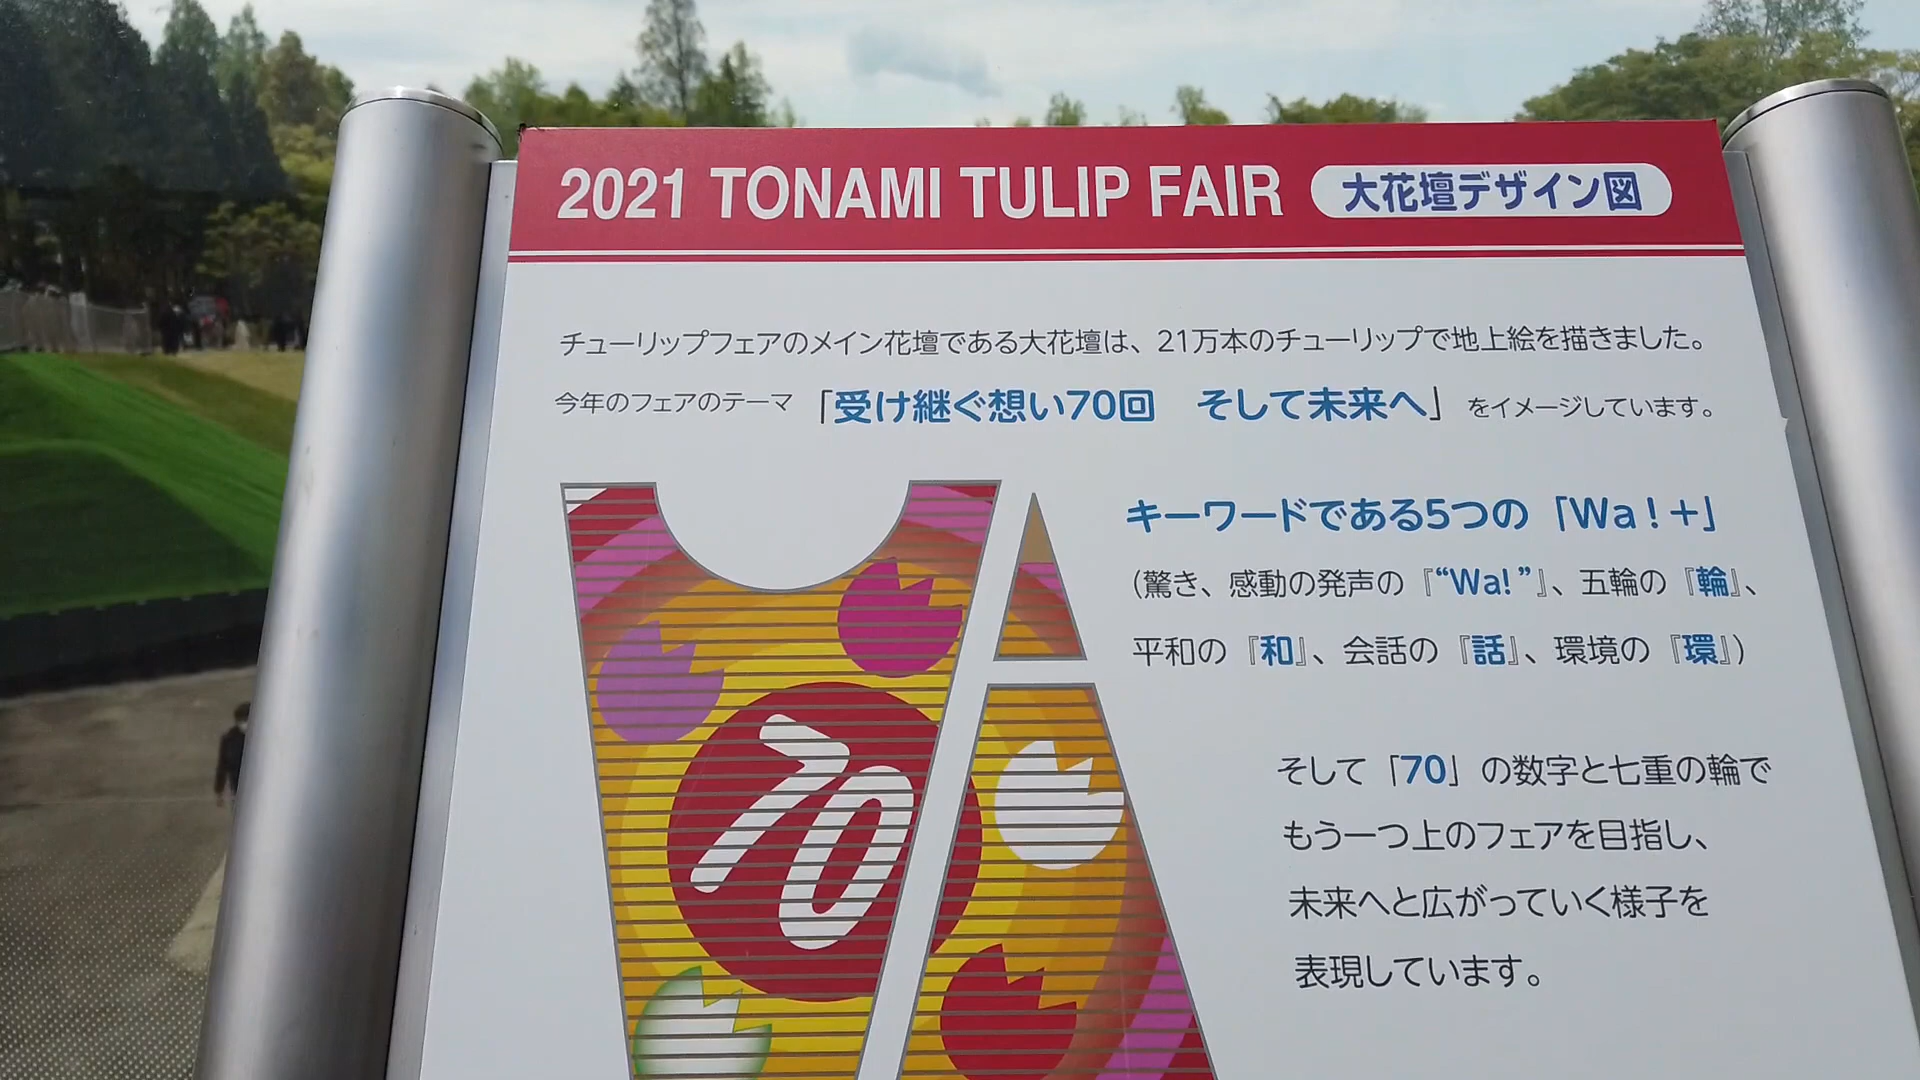 2021 TONAMI TULIP FAIR 大花壇デザイン図
チューリップフェアのメイン花壇である大花壇は、21万本のチューリップで地上絵を描きました。
今年のフェアのテーマ「受け継ぐ想い70回 そして未来へ」をイメージしています。
キーワードである5つの「Wa!+」
(驚き、感動の発声の『“Wa!”』、五輪の『輪』、
平和の『和』、会話の『話』、環境の『環』)
そして「70」の数字と七重の輪で
もう一つ上のフェアを目指し、
未来へと広がっていく様子を
表現しています。
70